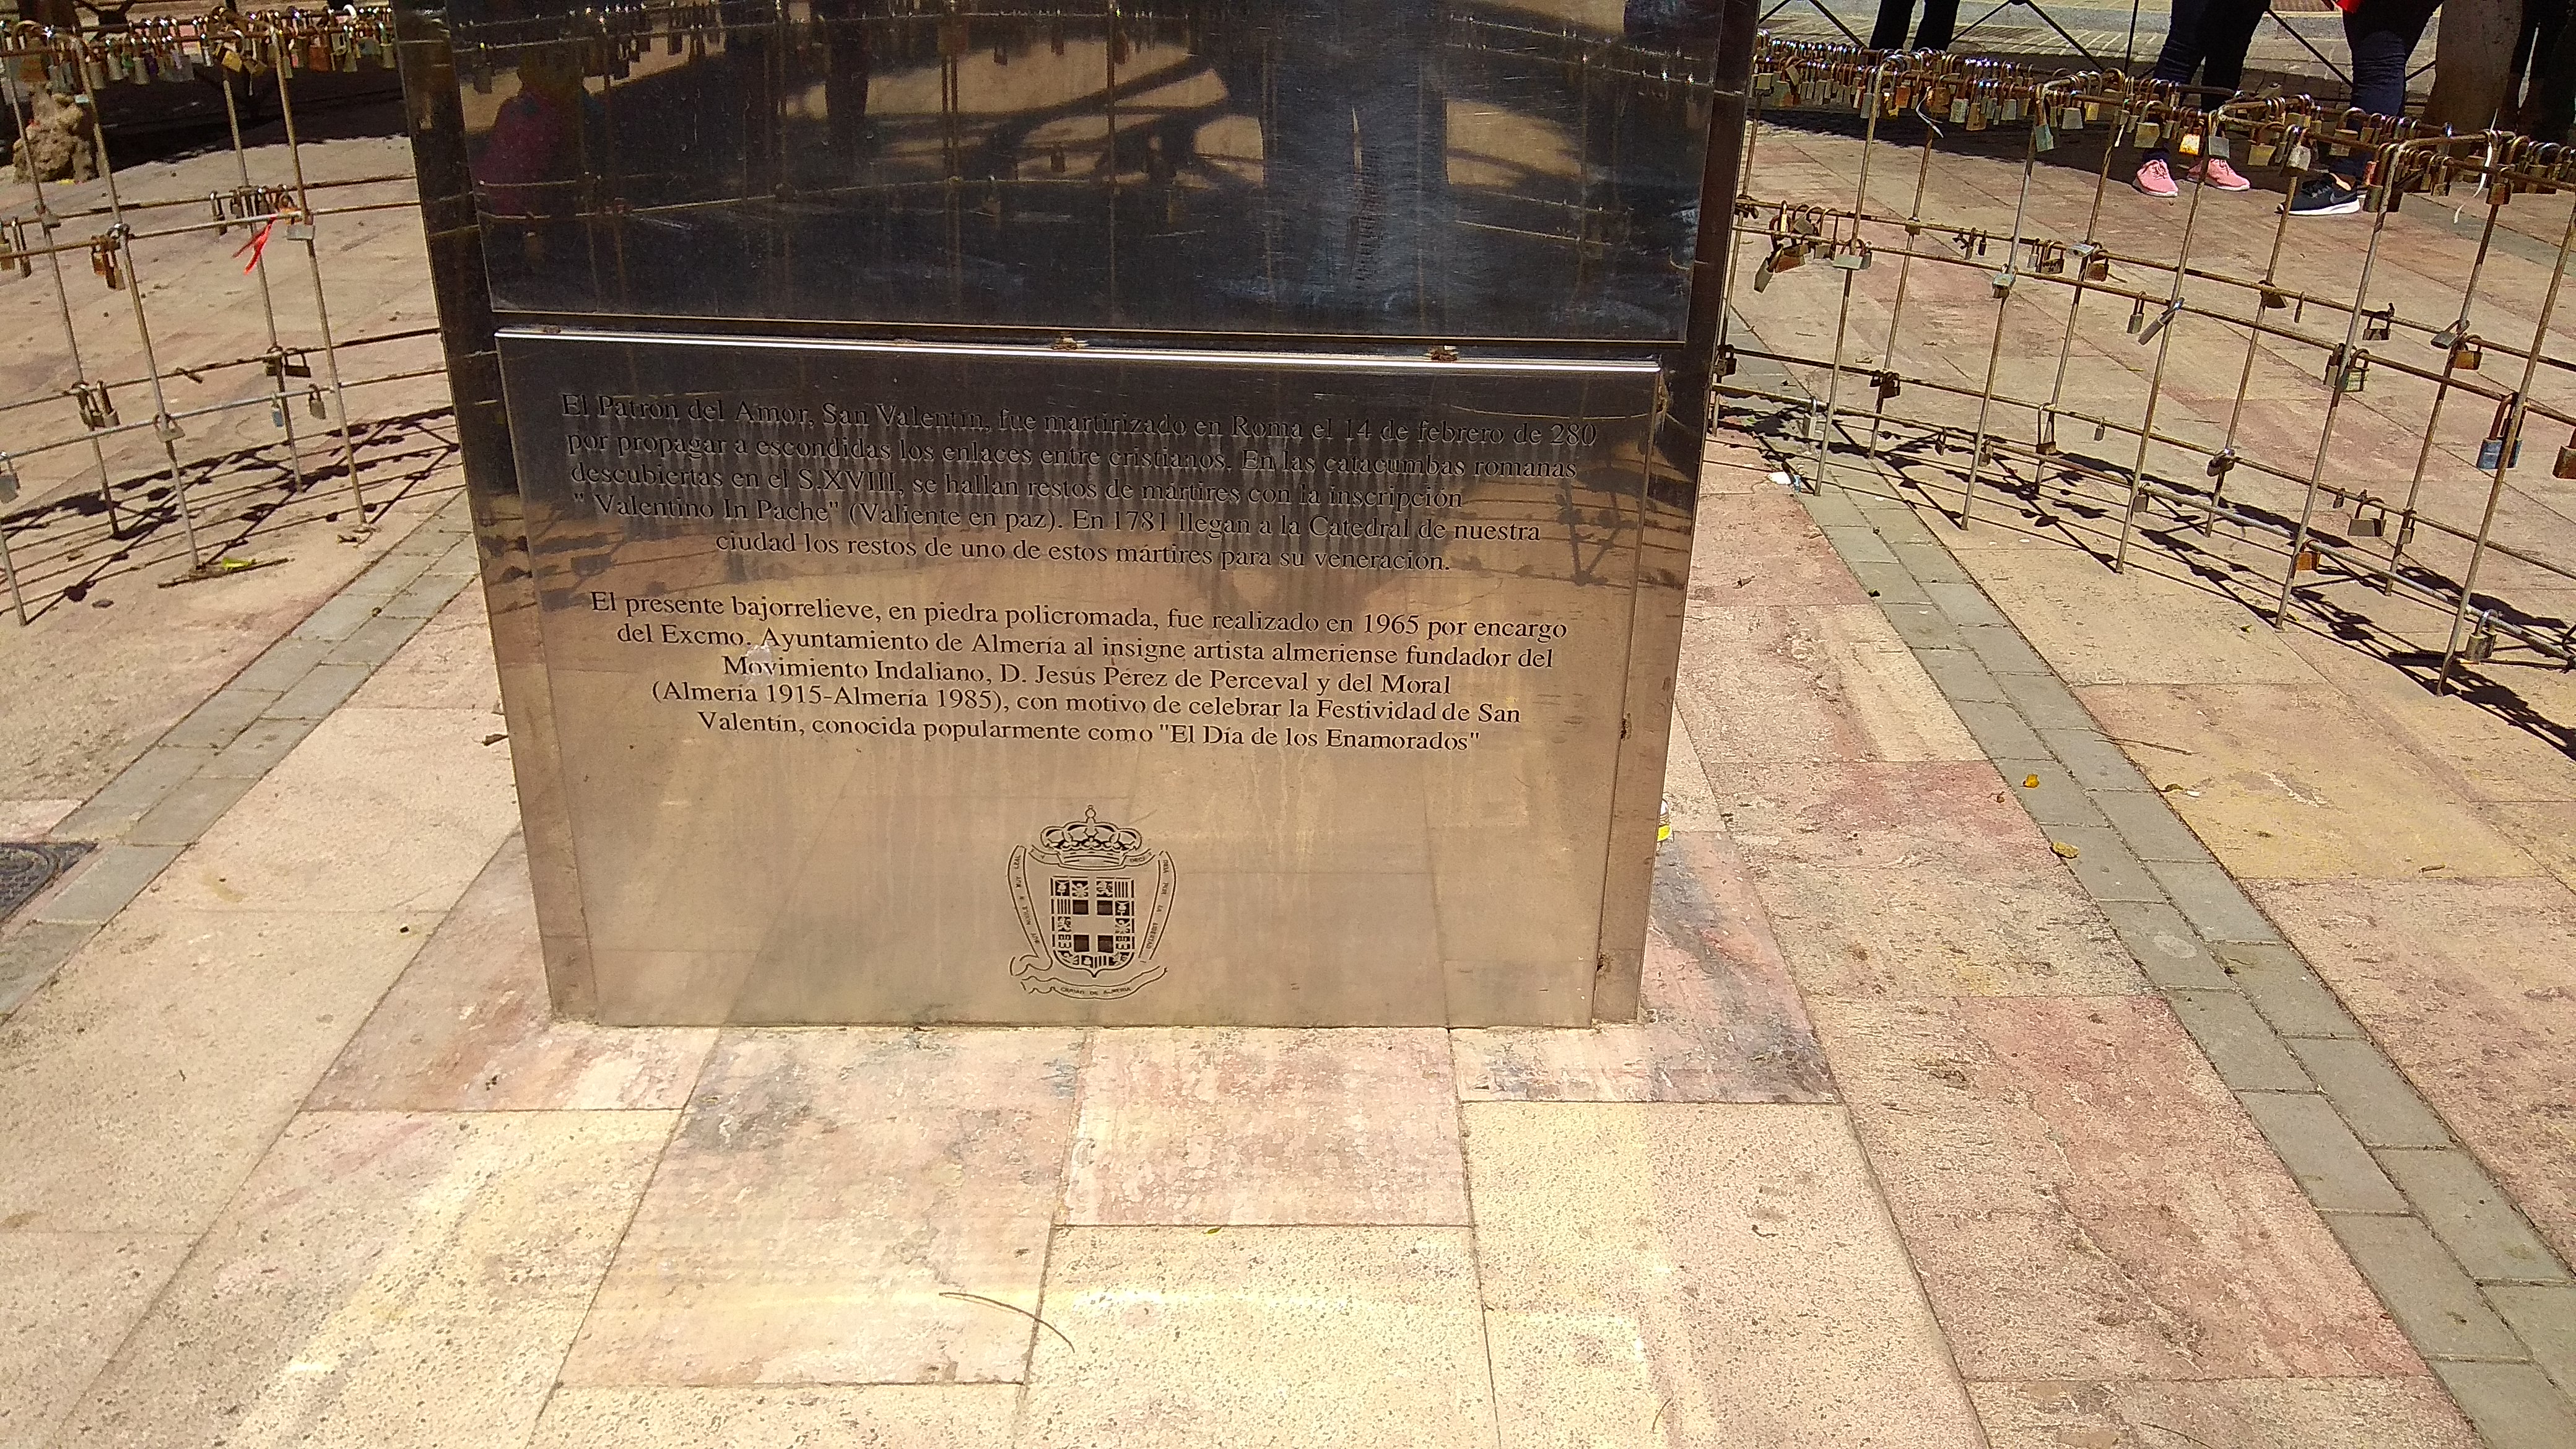 El Patrón del Amor, San Valentín, fue martirizado en Roma el 14 de febrero de 280
por propagar a escondidas los enlaces entre cristianos. En las catacumbas romanas
descubiertas en el S.XVIII, se hallan restos de mártires con la inscripción
" Valentino In Pache" (Valiente en paz). En 1781 llegan a la Catedral de nuestra
ciudad los restos de uno de estos mártires para su veneración.
El presente bajorrelieve, en piedra policromada, fue realizado en 1965 por encargo
del Excmo. Ayuntamiento de Almería al insigne artista almeriense fundador del
Movimiento Indaliano, D. Jesús Pérez de Perceval y del Moral
(Almería 1915-Almería 1985), con motivo de celebrar la Festividad de San
Valentín, conocida popularmente como "El Día de los Enamorados"
CIUDAD DE ALMERIA